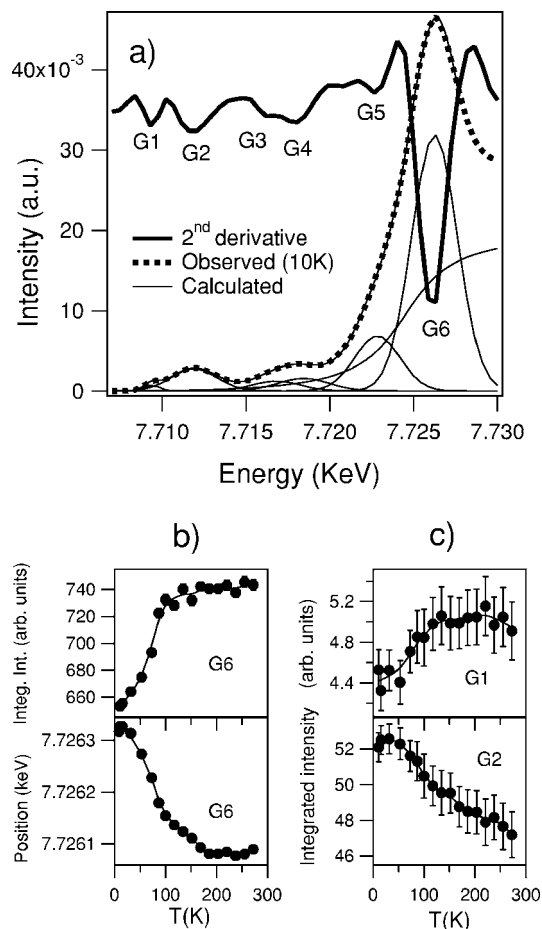 a)
40x10-3
30
20
10
0
Intensity (a.u.)
G1
G2
G3
G4
G5
G6
2nd derivative
Observed (10K)
Calculated
7.710
7.715
7.720
7.725
7.730
Energy (KeV)
b)
Integ. Int. (arb. units)
740
720
700
680
660
G6
Position (keV)
7.7263
7.7262
7.7261
G6
0
100
200
300
T(K)
c)
Integrated intensity (arb. units)
5.2
4.8
4.4
G1
52
50
48
46
G2
0
100
200
300
T(K)